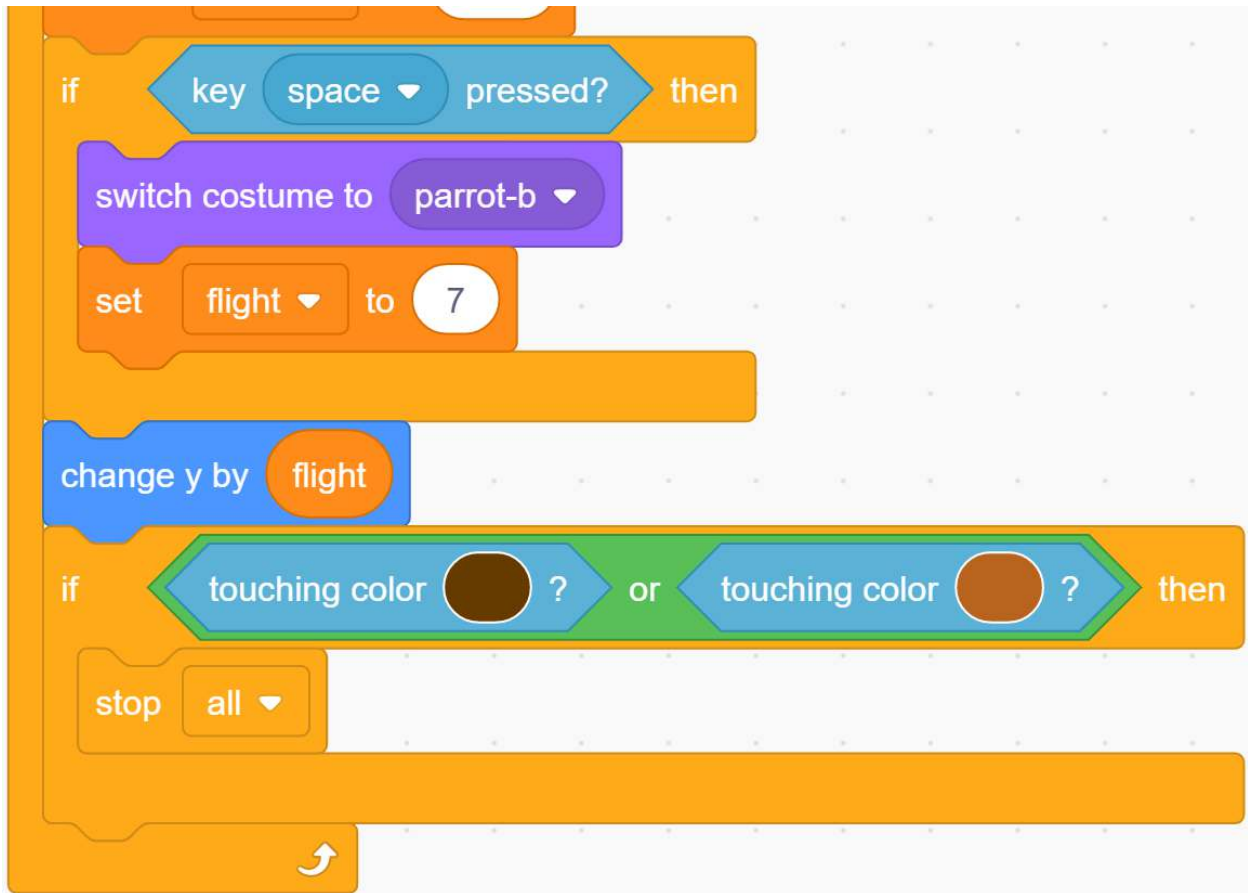 if key space pressed? then
switch costume to parrot-b
set flight to 7
change y by flight
if touching color ? or touching color ? then
stop all